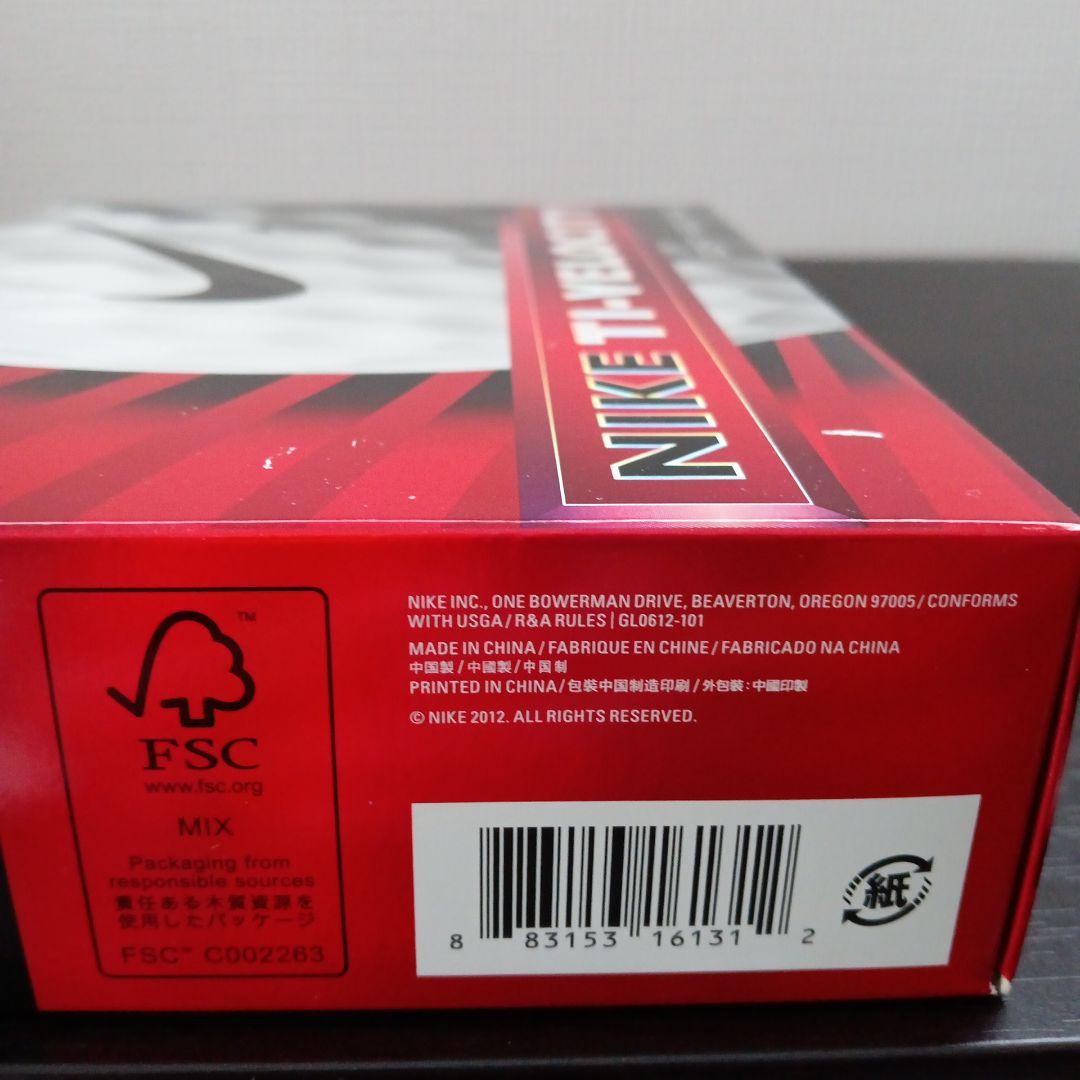 NIKE TI-VELOCITY
NIKE INC., ONE BOWERMAN DRIVE, BEAVERTON, OREGON 97005 / CONFORMS
WITH USGA / R&A RULES | GL0612-101
MADE IN CHINA / FABRIQUE EN CHINE / FABRICADO NA CHINA
中国製 / 中國製 / 中国制
PRINTED IN CHINA / 包装中国制造印刷 / 外包裝：中國印製
© NIKE 2012. ALL RIGHTS RESERVED.
TM
FSC
www.fsc.org
MIX
Packaging from
responsible sources
責任ある木質資源を
使用したパッケージ
FSC™ C002263
8 83153 16131 2
紙